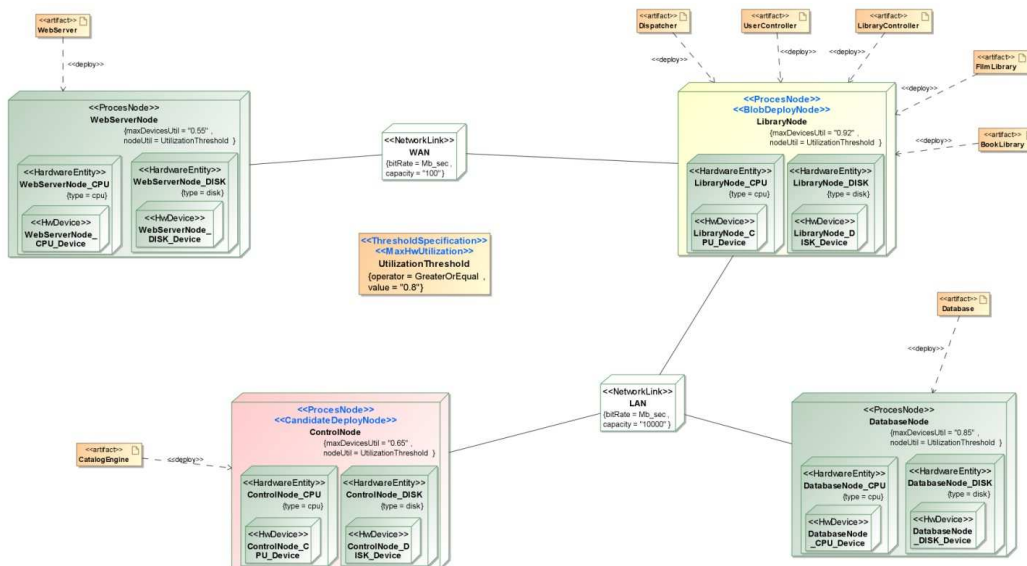 <<artifact>>
WebServer
<<deploy>>
<<ProcesNode>>
WebServerNode
{maxDevicesUtil = "0.55" ,
nodeUtil = UtilizationThreshold }
<<HardwareEntity>>
WebServerNode_CPU
{type = cpu}
<<HwDevice>>
WebServerNode_
CPU_Device
<<HardwareEntity>>
WebServerNode_DISK
{type = disk}
<<HwDevice>>
WebServerNode_
DISK_Device
<<NetworkLink>>
WAN
{bitRate = Mb_sec ,
capacity = "100"}
<<artifact>>
Dispatcher
<<deploy>>
<<artifact>>
UserController
<<deploy>>
<<artifact>>
LibraryController
<<deploy>>
<<artifact>>
FilmLibrary
<<deploy>>
<<artifact>>
BookLibrary
<<deploy>>
<<ProcesNode>>
<<BlobDeployNode>>
LibraryNode
{maxDevicesUtil = "0.92" ,
nodeUtil = UtilizationThreshold }
<<HardwareEntity>>
LibraryNode_CPU
{type = cpu}
<<HwDevice>>
LibraryNode_C
PU_Device
<<HardwareEntity>>
LibraryNode_DISK
{type = disk}
<<HwDevice>>
LibraryNode_D
ISK_Device
<<ThresholdSpecification>>
<<MaxHwUtilization>>
UtilizationThreshold
{operator = GreaterOrEqual ,
value = "0.8"}
<<artifact>>
Database
<<deploy>>
<<NetworkLink>>
LAN
{bitRate = Mb_sec ,
capacity = "10000" }
<<artifact>>
CatalogEngine
<<deploy>>
<<ProcesNode>>
<<CandidateDeployNode>>
ControlNode
{maxDevicesUtil = "0.65" ,
nodeUtil = UtilizationThreshold }
<<HardwareEntity>>
ControlNode_CPU
{type = cpu}
<<HwDevice>>
ControlNode_C
PU_Device
<<HardwareEntity>>
ControlNode_DISK
{type = disk}
<<HwDevice>>
ControlNode_D
ISK_Device
<<ProcesNode>>
DatabaseNode
{maxDevicesUtil = "0.85" ,
nodeUtil = UtilizationThreshold }
<<HardwareEntity>>
DatabaseNode_CPU
{type = cpu}
<<HwDevice>>
DatabaseNode
_CPU_Device
<<HardwareEntity>>
DatabaseNode_DISK
{type = disk}
<<HwDevice>>
DatabaseNode
_DISK_Device